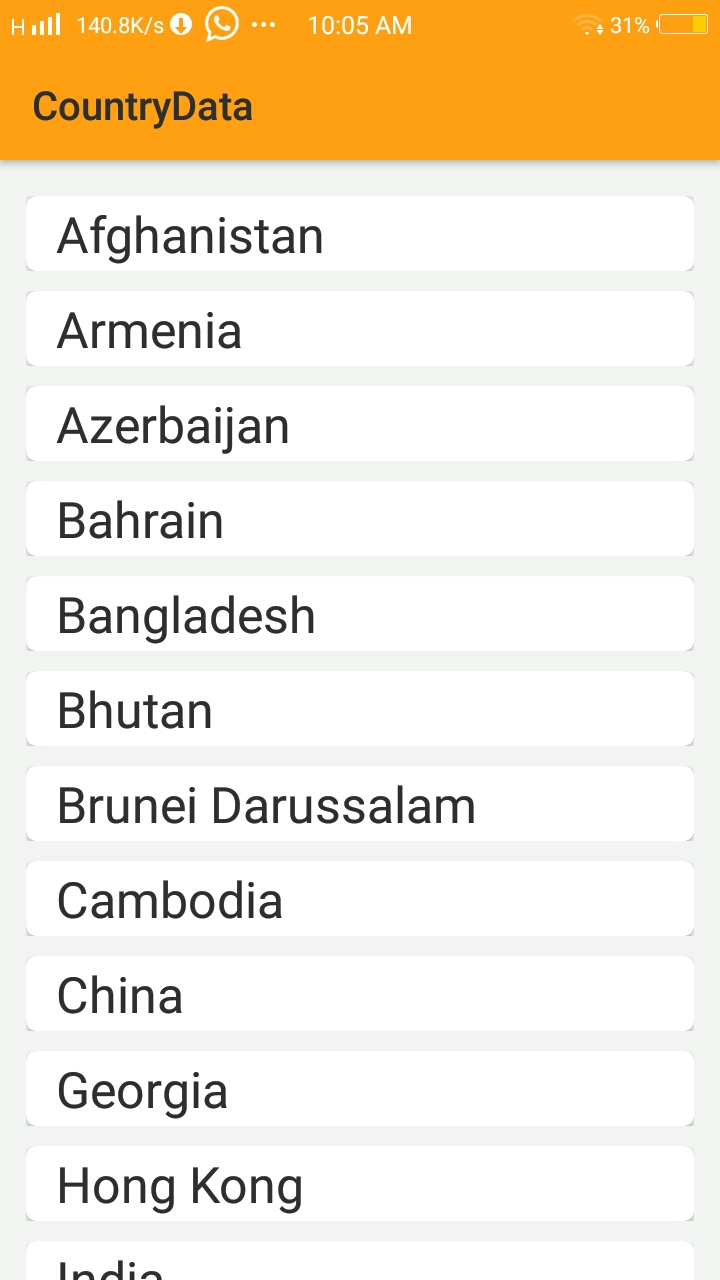 H 140.8K/s ... 10:05 AM 31%
CountryData
Afghanistan
Armenia
Azerbaijan
Bahrain
Bangladesh
Bhutan
Brunei Darussalam
Cambodia
China
Georgia
Hong Kong
India